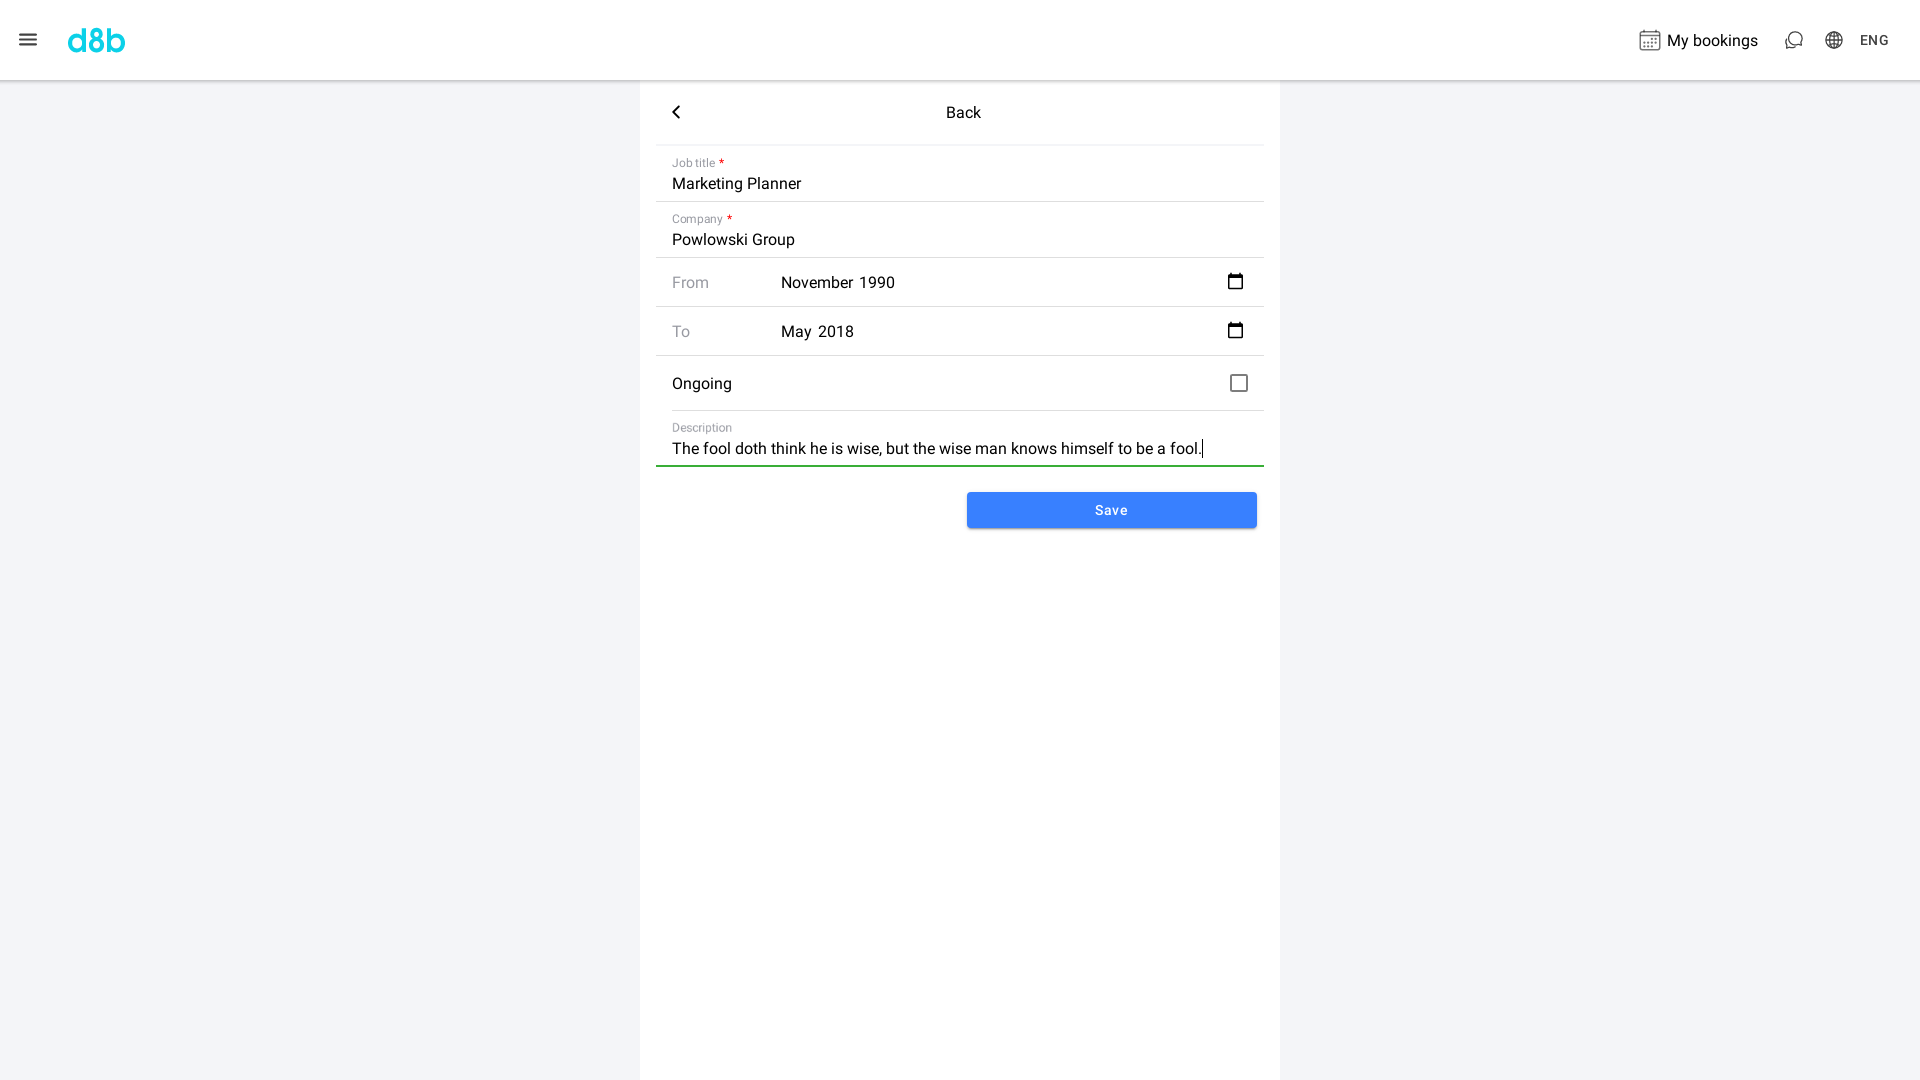 d8b
My bookings
ENG
Back
Job title *
Marketing Planner
Company *
Powlowski Group
From November 1990
To May 2018
Ongoing
Description
The fool doth think he is wise, but the wise man knows himself to be a fool.
Save